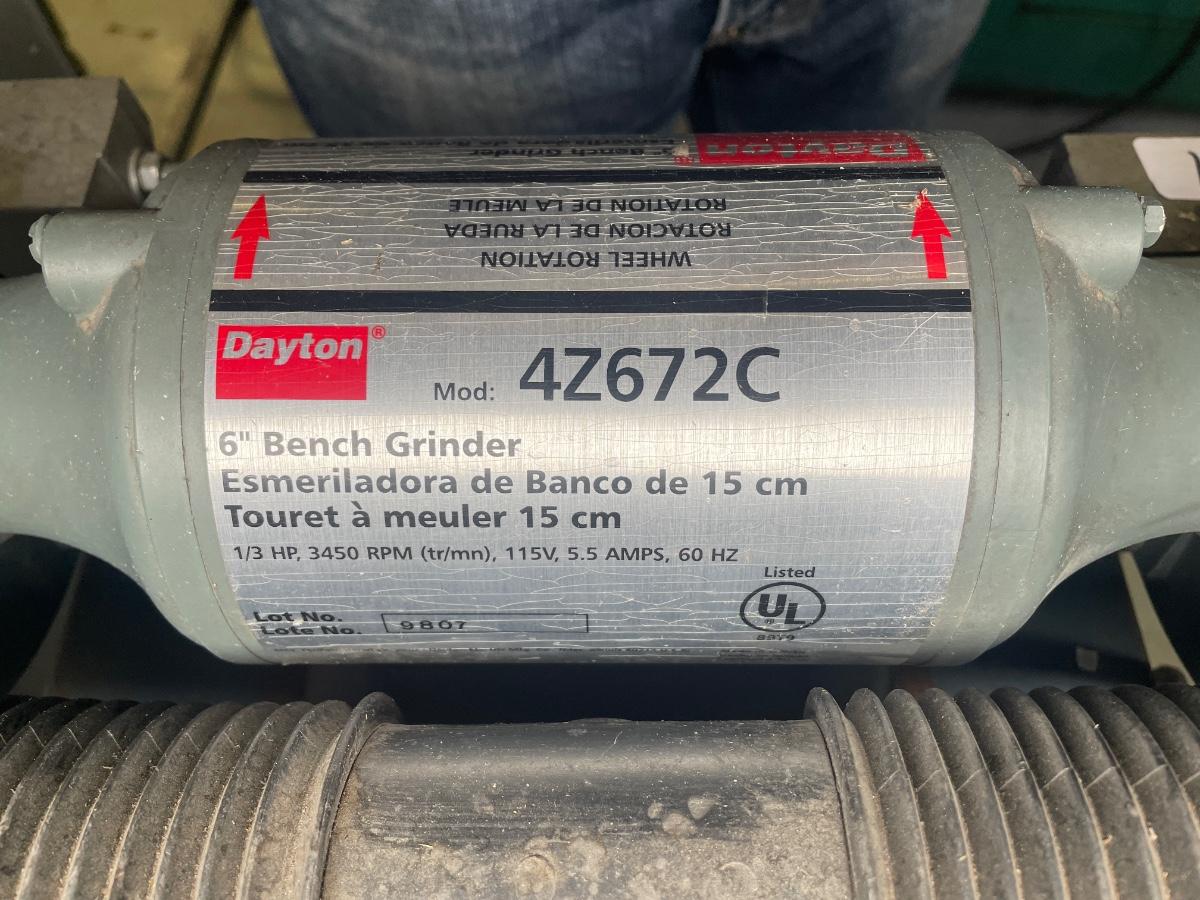 Dayton
Bench Grinder
ROTATION DE LA MEULE
ROTACION DE LA RUEDA
WHEEL ROTATION
Dayton®
Mod: 4Z672C
6" Bench Grinder
Esmeriladora de Banco de 15 cm
Touret à meuler 15 cm
1/3 HP, 3450 RPM (tr/mn), 115V, 5.5 AMPS, 60 HZ
Listed
UL®
Lot No.
Lote No. 9807